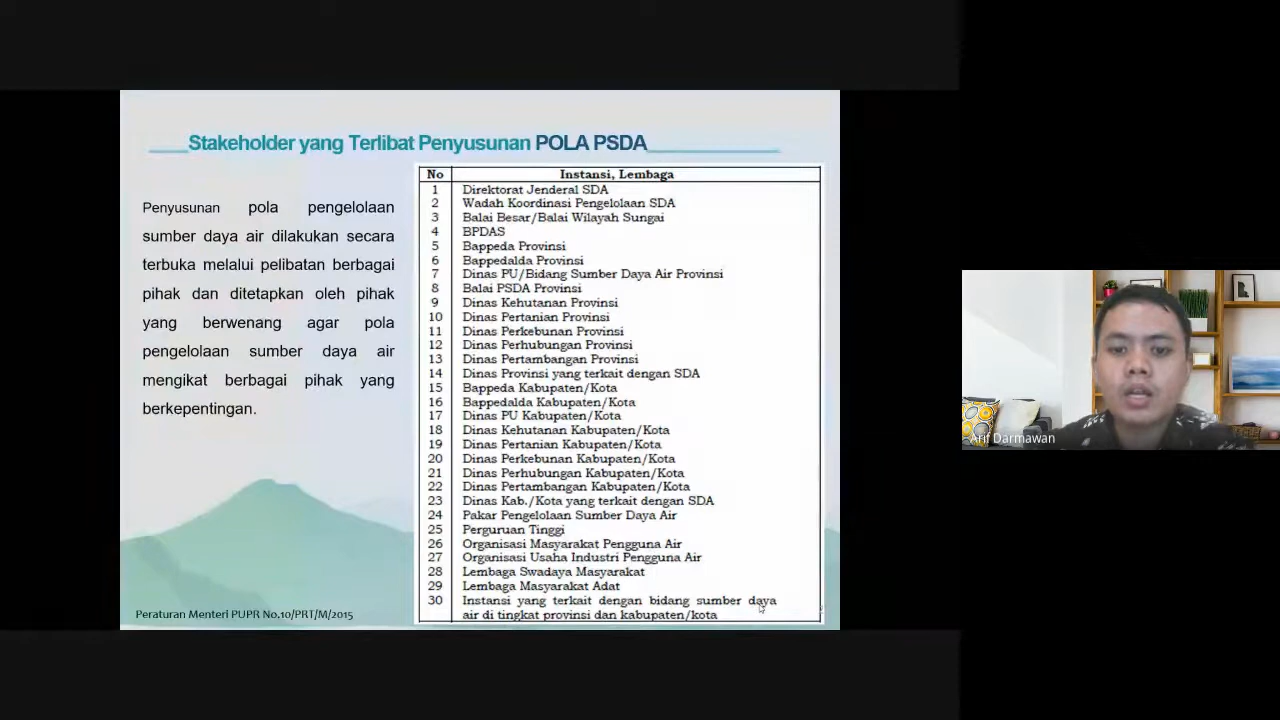 Stakeholder yang Terlibat Penyusunan POLA PSDA
Penyusunan pola pengelolaan
sumber daya air dilakukan secara
terbuka melalui pelibatan berbagai
pihak dan ditetapkan oleh pihak
yang berwenang agar pola
pengelolaan sumber daya air
mengikat berbagai pihak yang
berkepentingan.
Peraturan Menteri PUPR No.10/PRT/M/2015
No Instansi, Lembaga
1 Direktorat Jenderal SDA
2 Wadah Koordinasi Pengelolaan SDA
3 Balai Besar/Balai Wilayah Sungai
4 BPDAS
5 Bappeda Provinsi
6 Bappedalda Provinsi
7 Dinas PU/Bidang Sumber Daya Air Provinsi
8 Balai PSDA Provinsi
9 Dinas Kehutanan Provinsi
10 Dinas Pertanian Provinsi
11 Dinas Perkebunan Provinsi
12 Dinas Perhubungan Provinsi
13 Dinas Pertambangan Provinsi
14 Dinas Provinsi yang terkait dengan SDA
15 Bappeda Kabupaten/Kota
16 Bappedalda Kabupaten/Kota
17 Dinas PU Kabupaten/Kota
18 Dinas Kehutanan Kabupaten/Kota
19 Dinas Pertanian Kabupaten/Kota
20 Dinas Perkebunan Kabupaten/Kota
21 Dinas Perhubungan Kabupaten/Kota
22 Dinas Pertambangan Kabupaten/Kota
23 Dinas Kab./Kota yang terkait dengan SDA
24 Pakar Pengelolaan Sumber Daya Air
25 Perguruan Tinggi
26 Organisasi Masyarakat Pengguna Air
27 Organisasi Usaha Industri Pengguna Air
28 Lembaga Swadaya Masyarakat
29 Lembaga Masyarakat Adat
30 Instansi yang terkait dengan bidang sumber daya
air di tingkat provinsi dan kabupaten/kota
Arif Darmawan